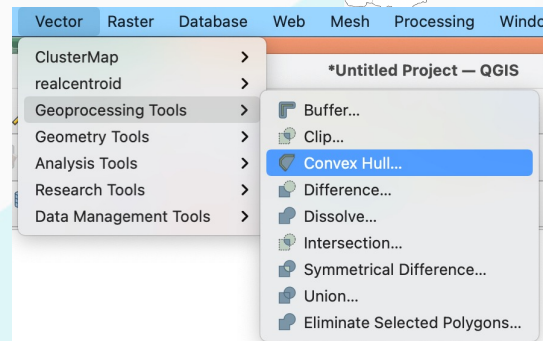 Vector Raster Database Web Mesh Processing
*Untitled Project — QGIS
ClusterMap
realcentroid
Geoprocessing Tools
Geometry Tools
Analysis Tools
Research Tools
Data Management Tools
Buffer...
Clip...
Convex Hull...
Difference...
Dissolve...
Intersection...
Symmetrical Difference...
Union...
Eliminate Selected Polygons...